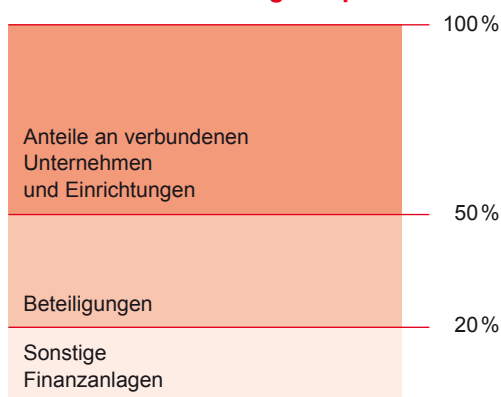 100 %
Anteile an verbundenen
Unternehmen
und Einrichtungen
50 %
Beteiligungen
20 %
Sonstige
Finanzanlagen